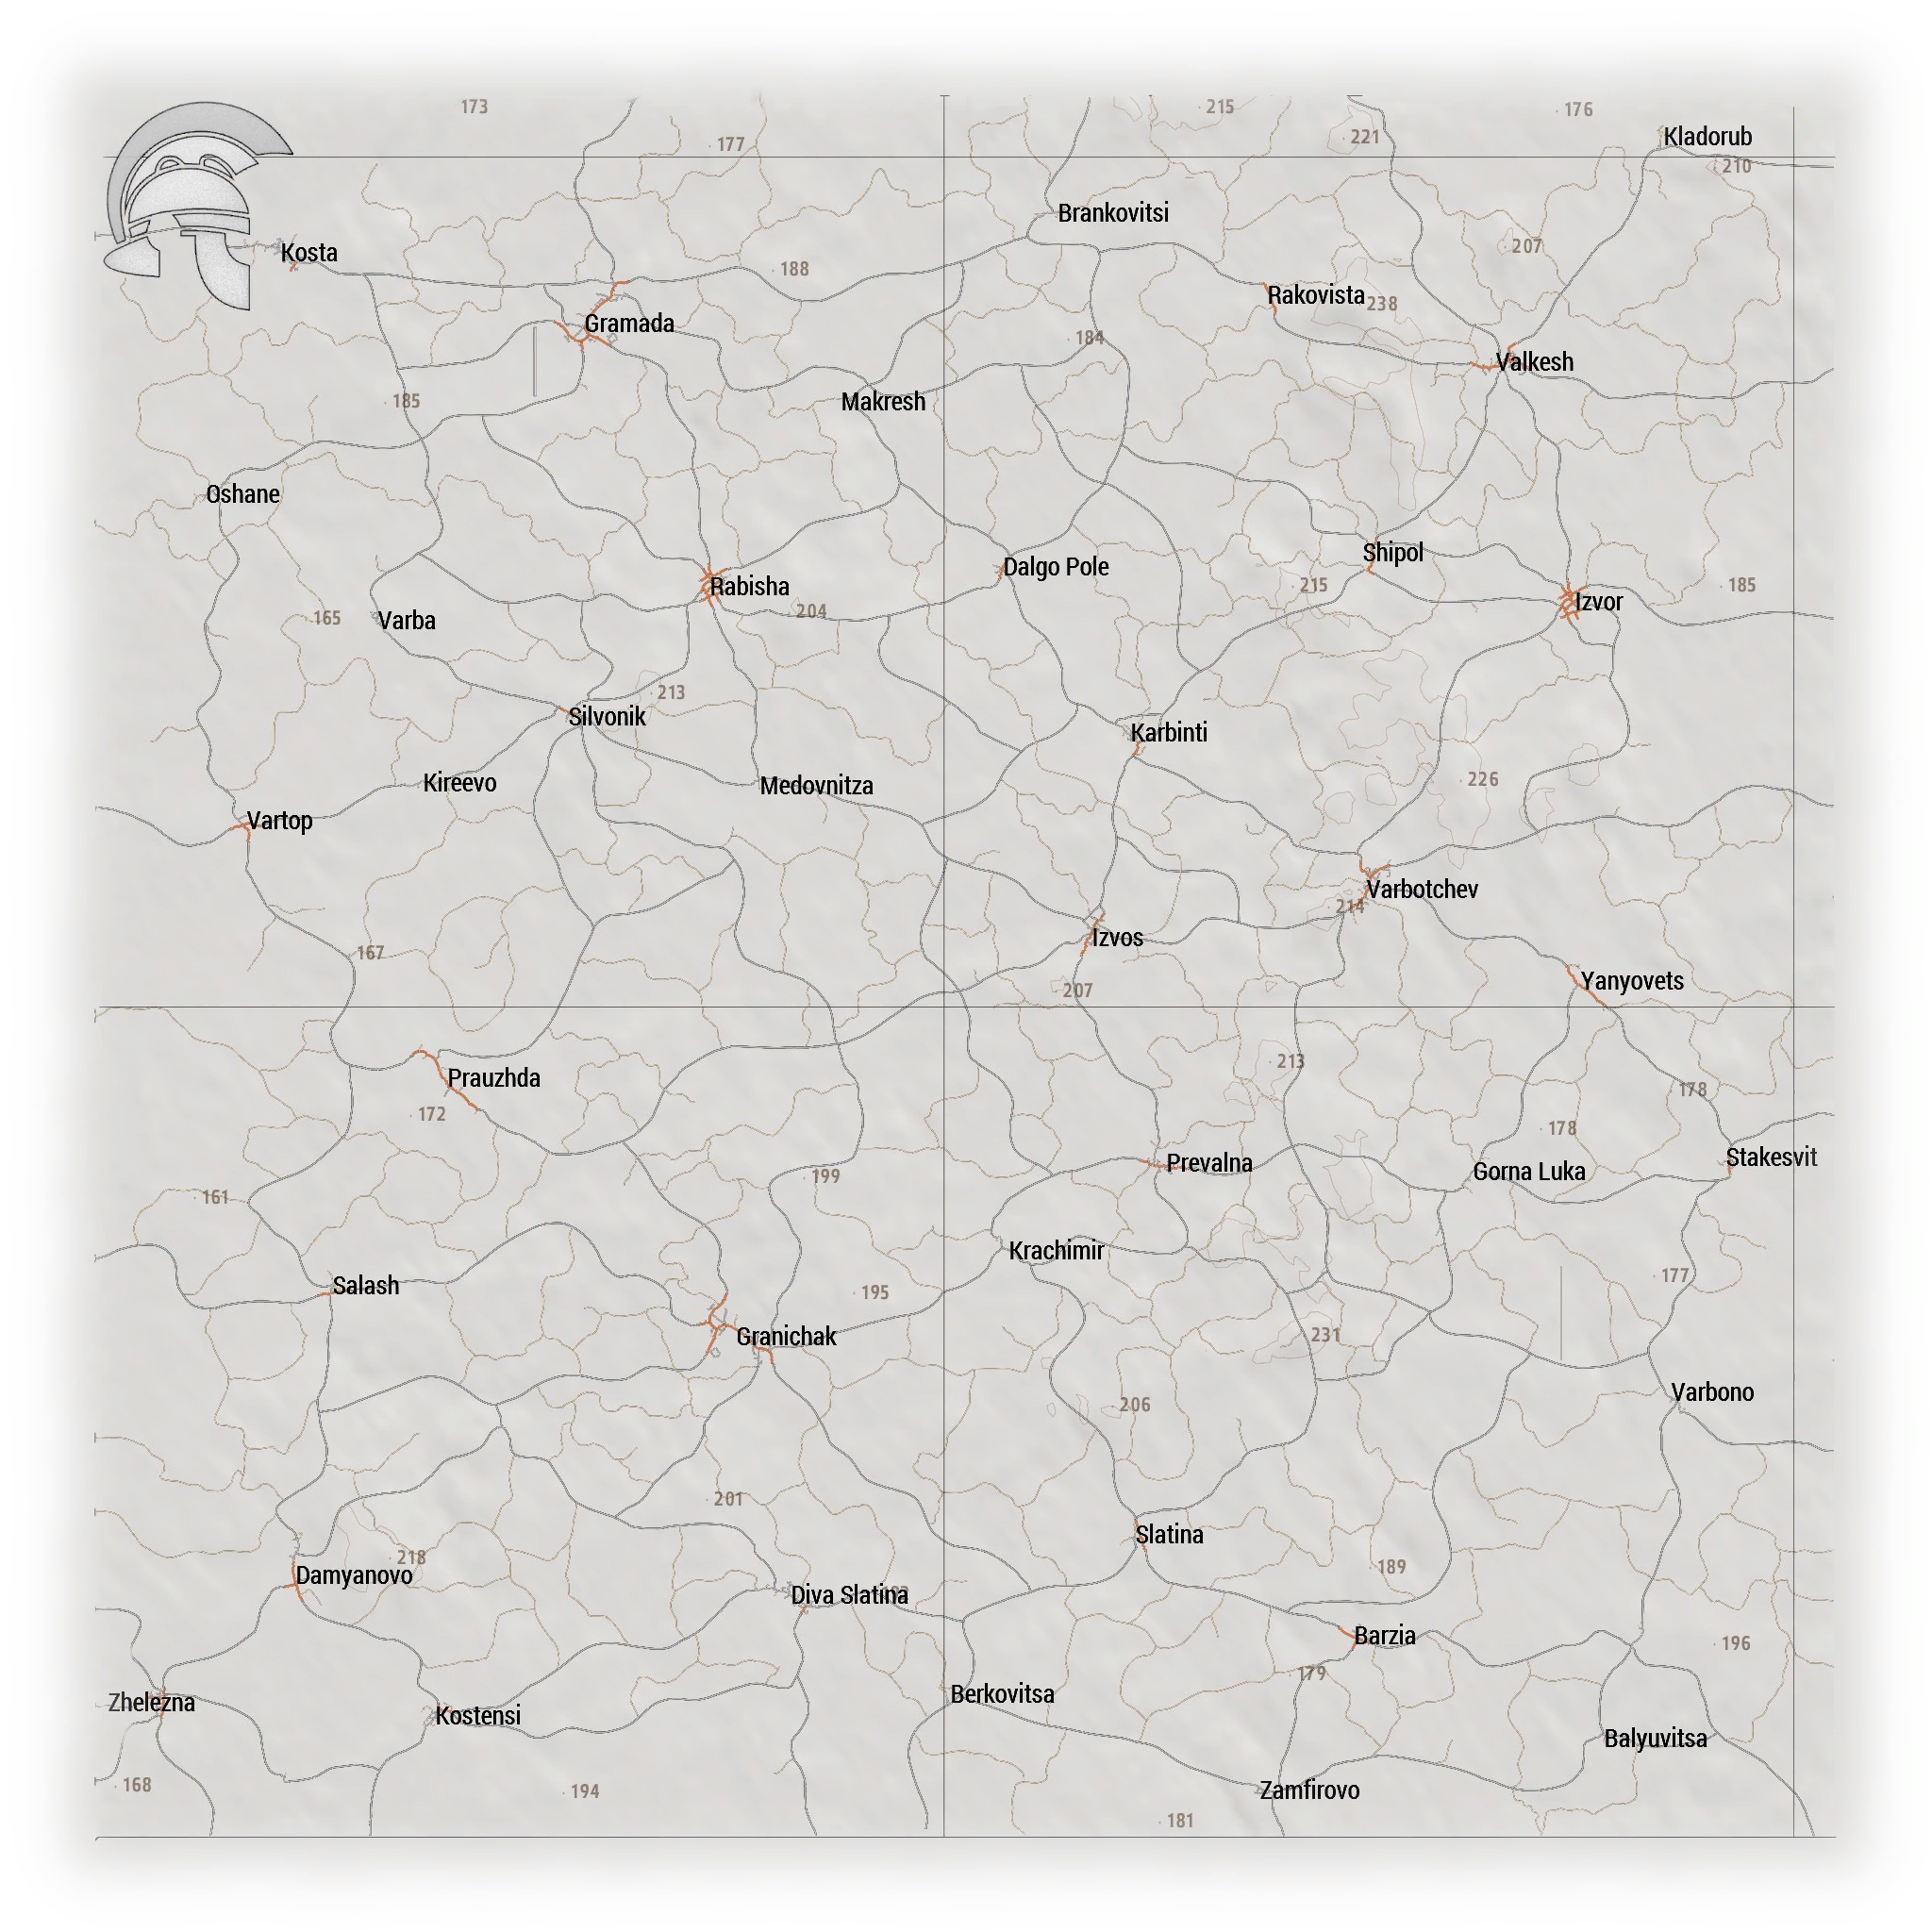 173
215
176
177
221
Kladorub
210
Brankovitsi
207
Kosta
188
Rakovista
238
Gramada
184
Valkesh
185
Makresh
Oshane
Shipol
Dalgo Pole
Rabisha
215
185
Izvor
204
165
Varba
213
Silvonik
Karbinti
226
Kireevo
Medovnitza
Vartop
Varbotchev
214
Izvos
167
Yanyovets
207
213
Prauzhda
178
172
178
Stakesvit
Prevalna
Gorna Luka
199
161
Krachimir
177
Salash
195
231
Granichak
Varbono
206
201
Slatina
218
189
Damyanovo
Diva Slatina
Barzia
196
179
Berkovitsa
Zhelezna
Kostensi
Balyuvitsa
168
194
Zamfirovo
181